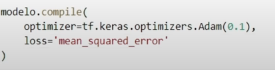 modelo.compile(
    optimizer=tf.keras.optimizers.Adam(0.1),
    loss='mean_squared_error'
)